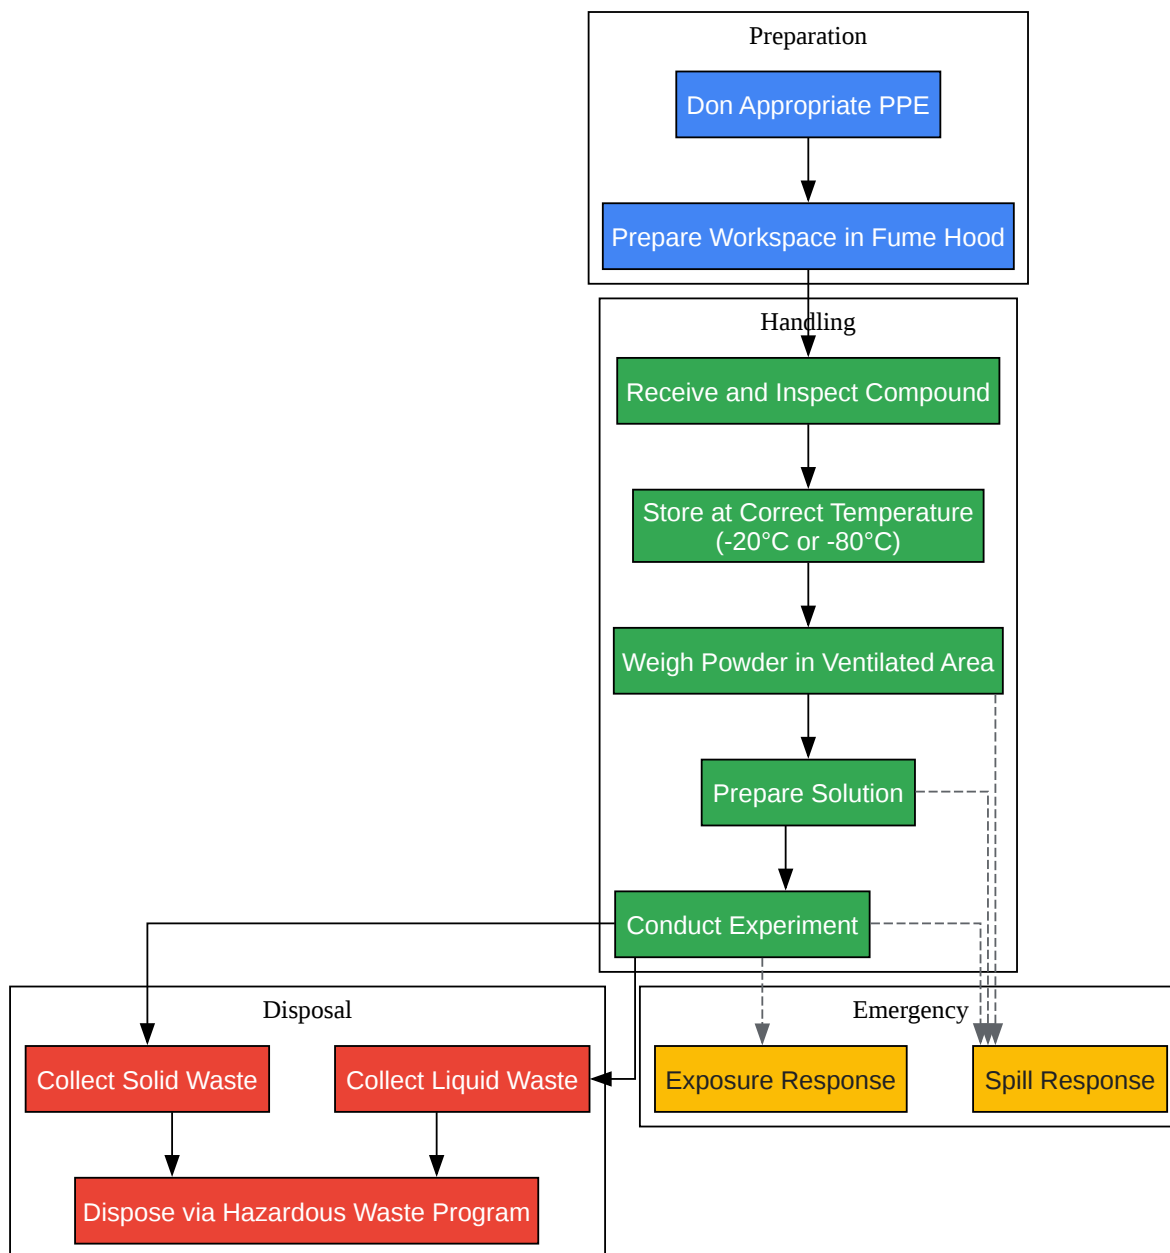 Preparation
Don Appropriate PPE
Prepare Workspace in Fume Hood
Handling
Receive and Inspect Compound
Store at Correct Temperature
(-20°C or -80°C)
Weigh Powder in Ventilated Area
Prepare Solution
Conduct Experiment
Disposal
Emergency
Collect Solid Waste
Collect Liquid Waste
Exposure Response
Spill Response
Dispose via Hazardous Waste Program